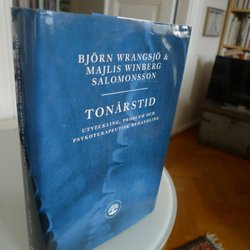 BJÖRN WRANGSJÖ &
MAJLIS WINBERG
SALOMONSSON
TONÅRSTID
UTVECKLING, PROBLEM OCH
PSYKOTERAPEUTISK BEHANDLING